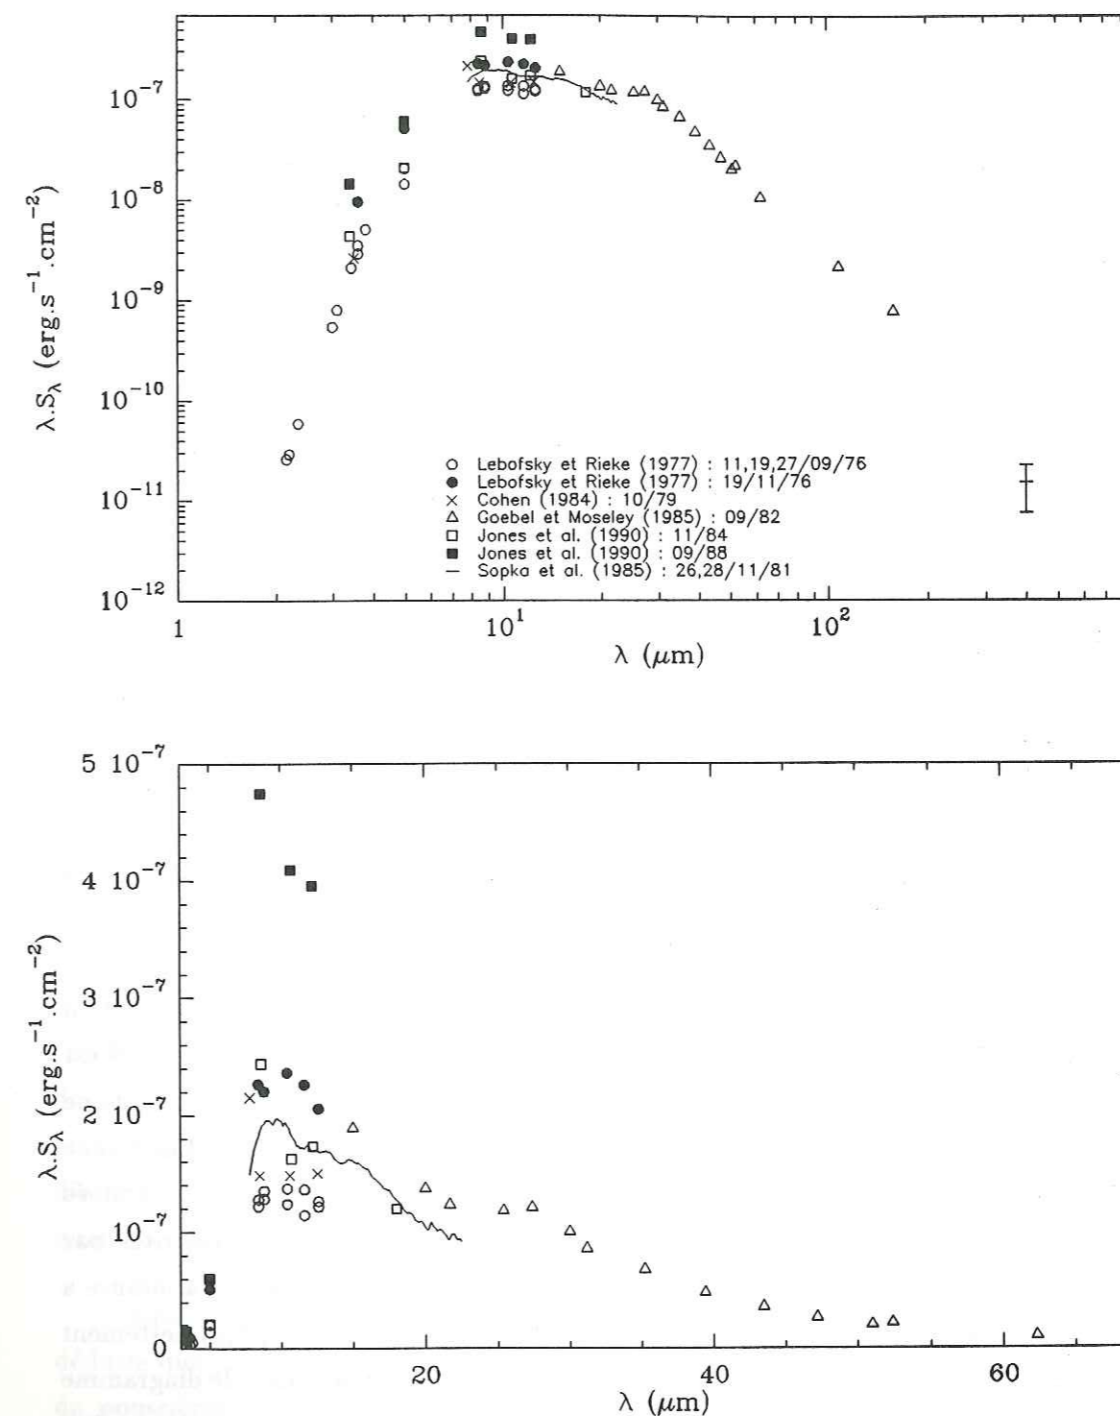 10⁻⁷
10⁻⁸
10⁻⁹
10⁻¹⁰
10⁻¹¹
10⁻¹²
λ.S_λ (erg.s⁻¹.cm⁻²)
○ Lebofsky et Rieke (1977) : 11,19,27/09/76
● Lebofsky et Rieke (1977) : 19/11/76
× Cohen (1984) : 10/79
△ Goebel et Moseley (1985) : 09/82
□ Jones et al. (1990) : 11/84
■ Jones et al. (1990) : 09/88
— Sopka et al. (1985) : 26,28/11/81
1 10¹ 10²
λ (μm)
5 10⁻⁷
4 10⁻⁷
3 10⁻⁷
2 10⁻⁷
10⁻⁷
0
λ.S_λ (erg.s⁻¹.cm⁻²)
20 40 60
λ (μm)